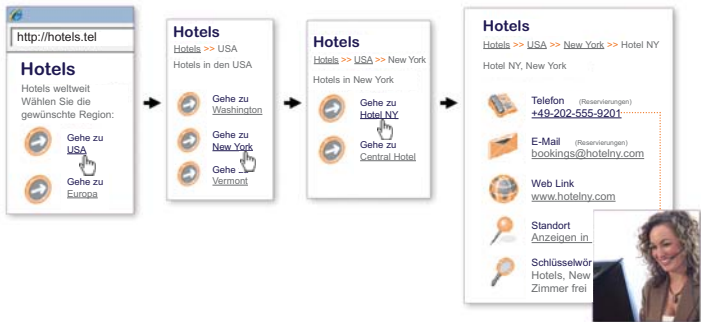 http://hotels.tel
Hotels
Hotels weltweit
Wählen Sie die
gewünschte Region:
Gehe zu
USA
Gehe zu
Europa
Hotels
Hotels >> USA
Hotels in den USA
Gehe zu
Washington
Gehe zu
New York
Gehe
Vermont
Hotels
Hotels >> USA >> New York
Hotels in New York
Gehe zu
Hotel NY
Gehe zu
Central Hotel
Hotels
Hotels >> USA >> New York >> Hotel NY
Hotel NY, New York
Telefon (Reservierungen)
+49-202-555-9201
E-Mail (Reservierungen)
bookings@hotelny.com
Web Link
www.hotelny.com
Standort
Anzeigen in
Schlüsselwör
Hotels, New
Zimmer frei